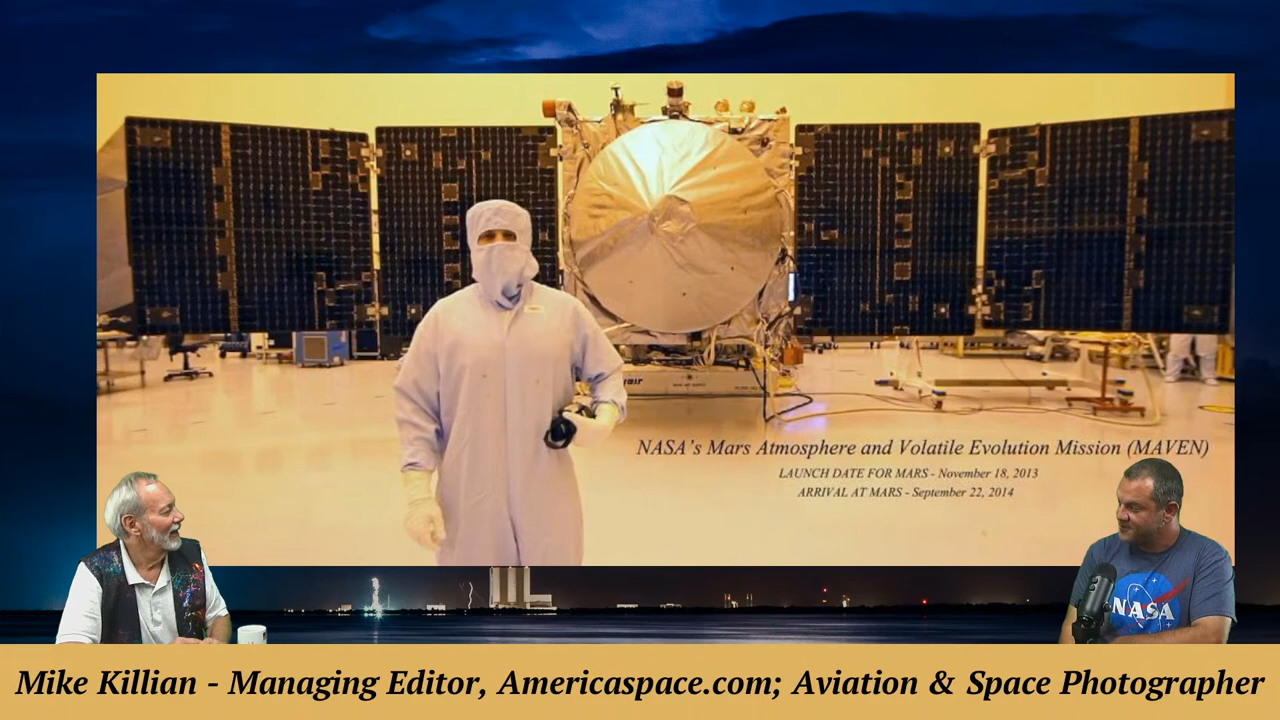 NASA's Mars Atmosphere and Volatile Evolution Mission (MAVEN)
LAUNCH DATE FOR MARS - November 18, 2013
ARRIVAL AT MARS - September 22, 2014
NASA
Mike Killian - Managing Editor, Americaspace.com; Aviation & Space Photographer